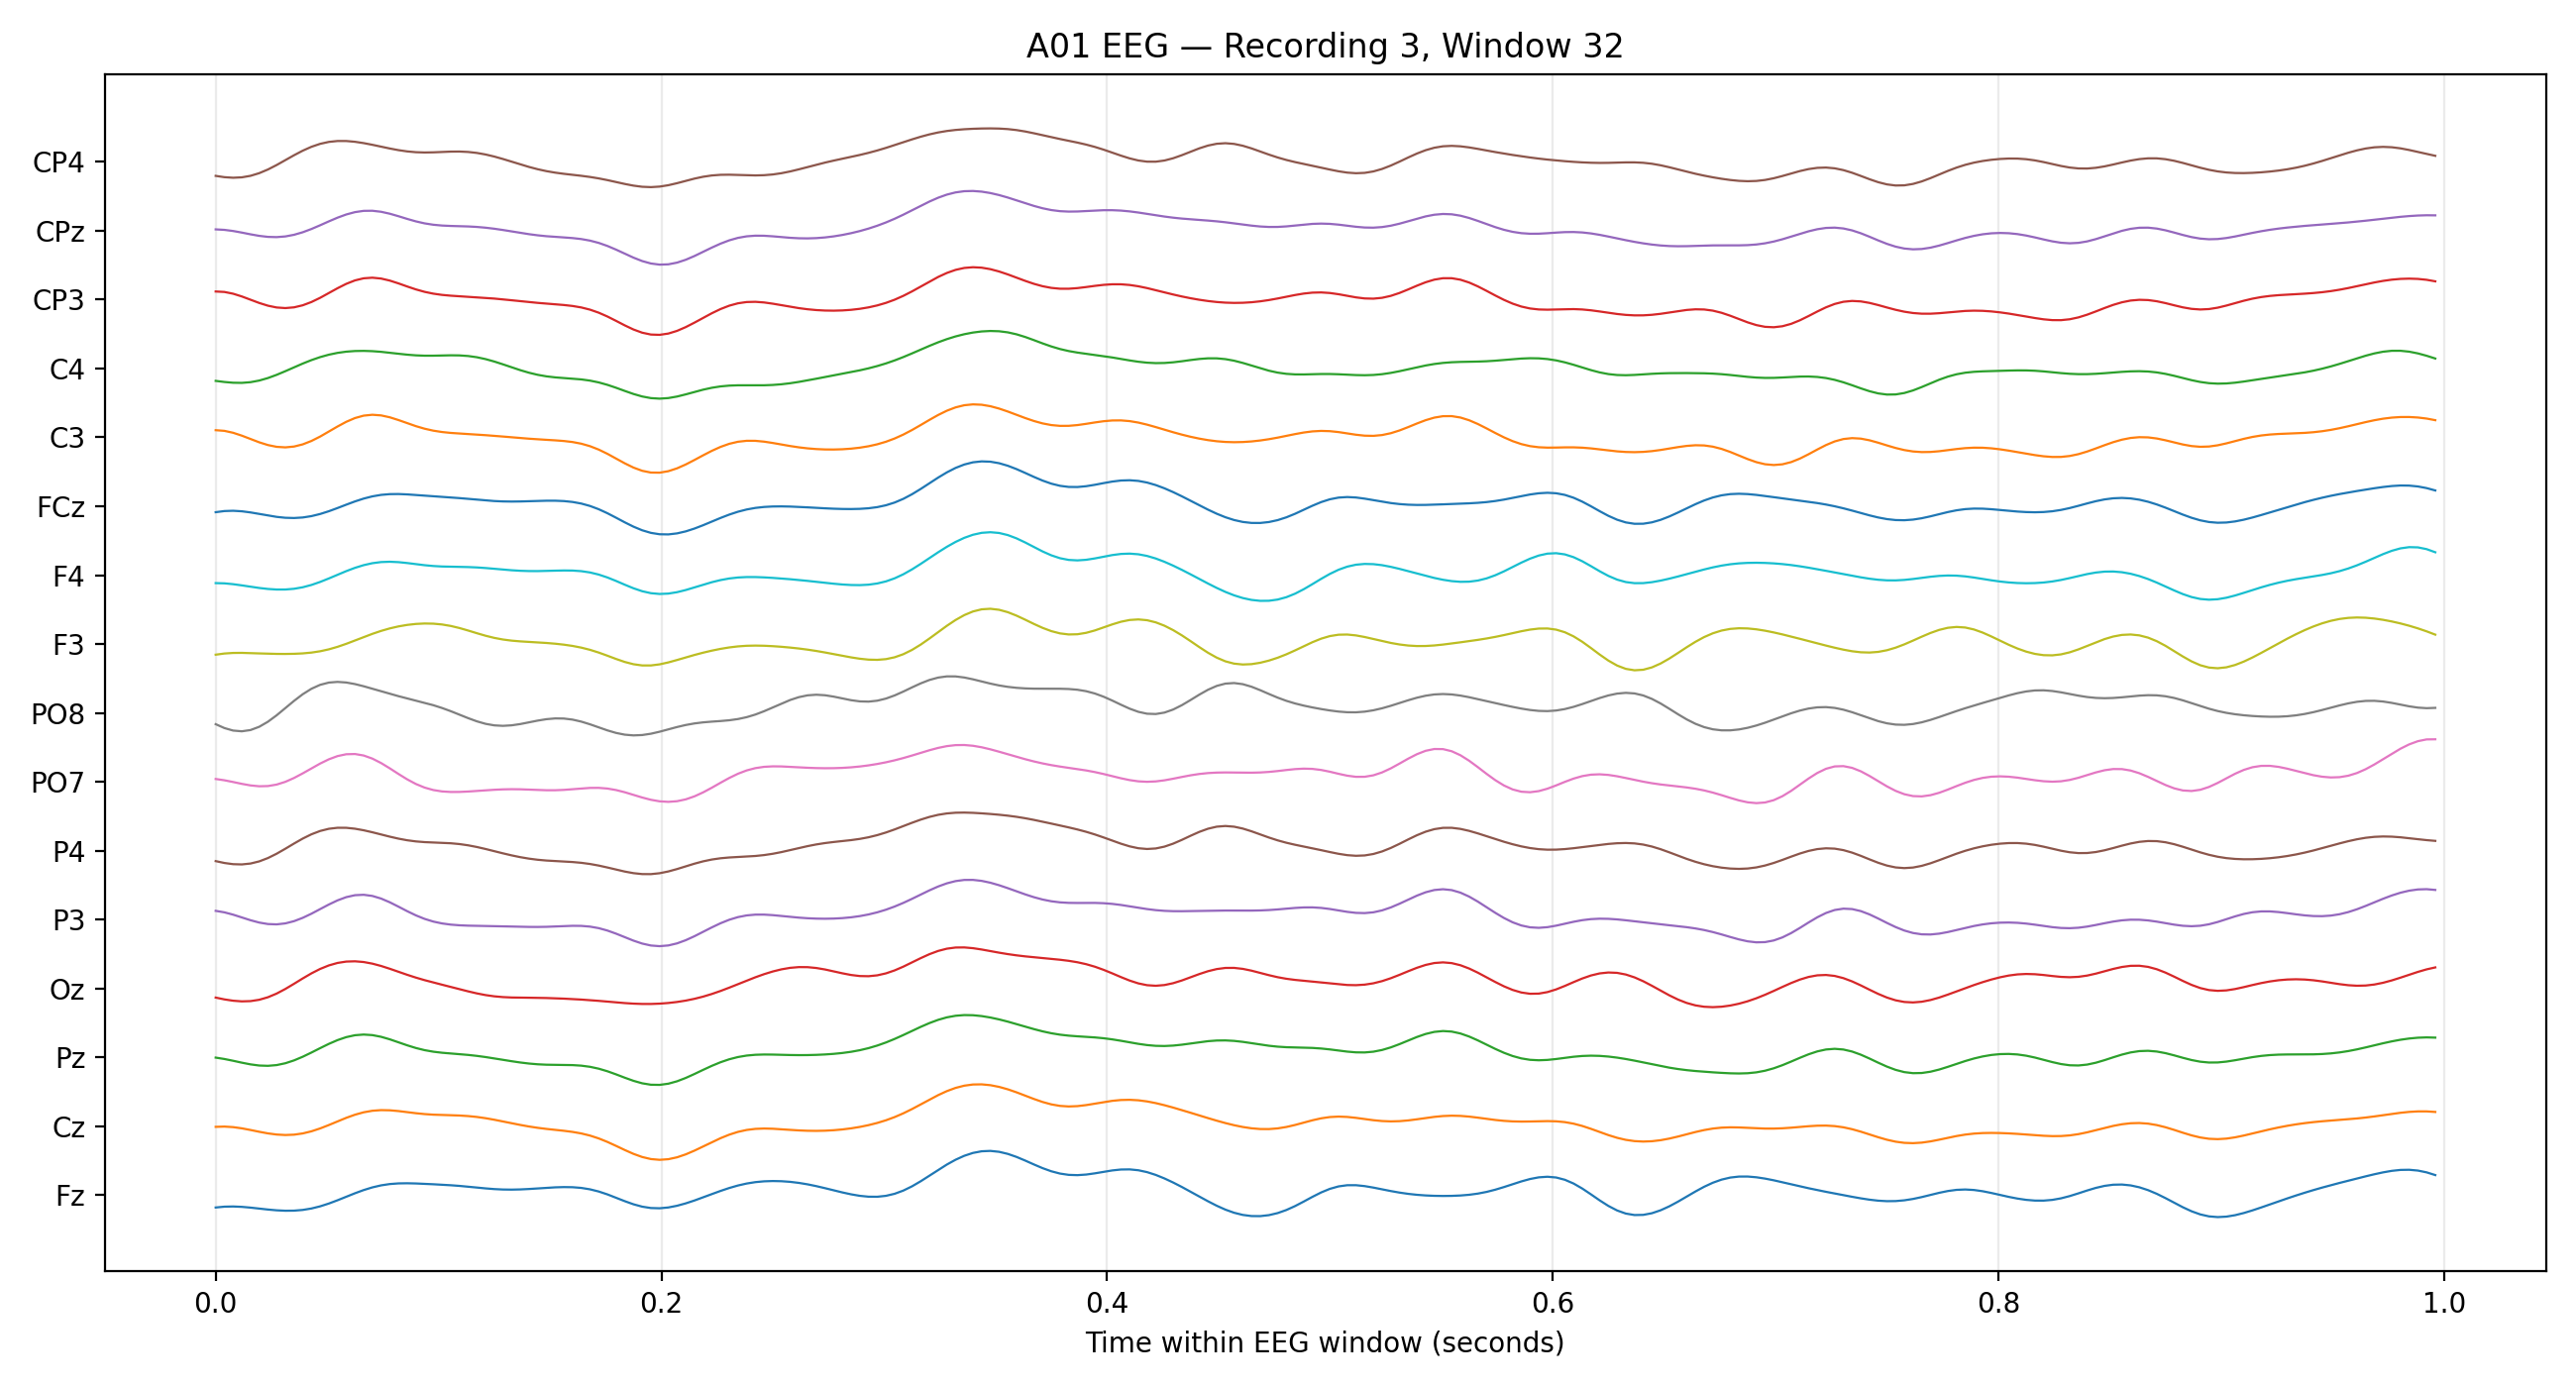 A01 EEG — Recording 3, Window 32
CP4
CPz
CP3
C4
C3
FCz
F4
F3
PO8
PO7
P4
P3
Oz
Pz
Cz
Fz
0.0 0.2 0.4 0.6 0.8 1.0
Time within EEG window (seconds)